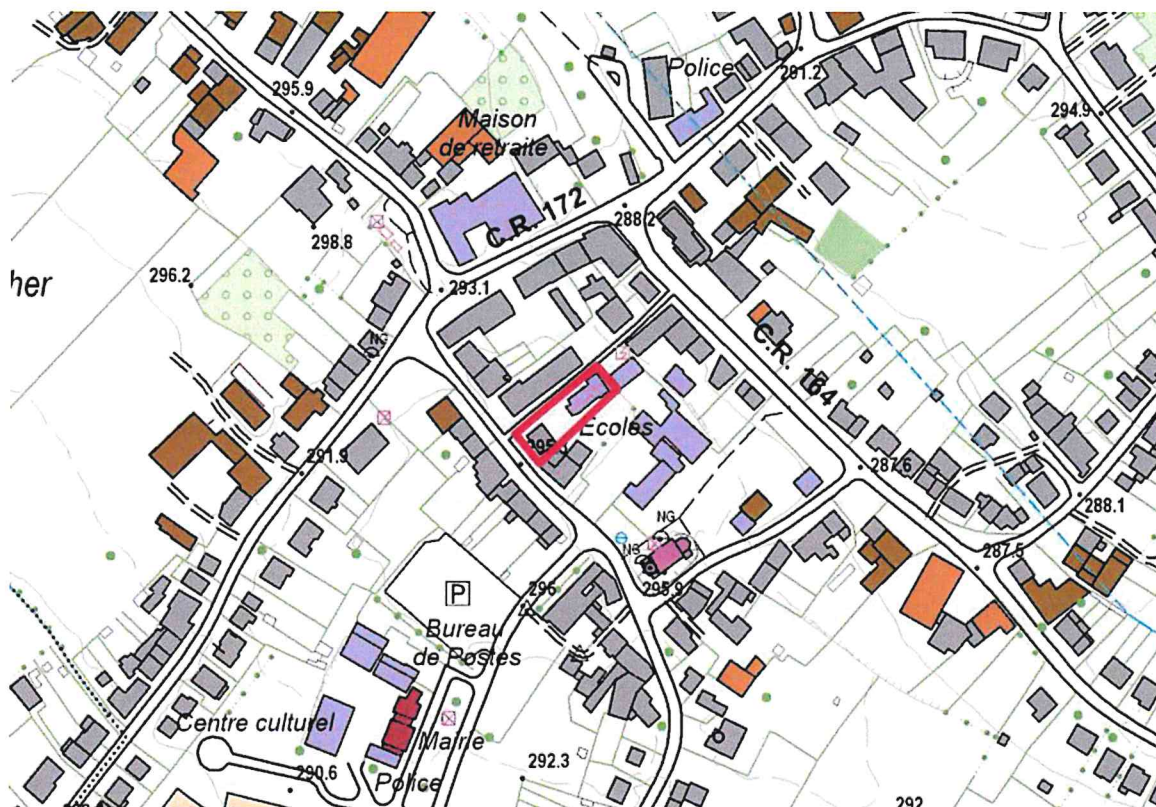 Police
291.2
295.9
294.9
Maison
de retraite
C.R. 172
288.2
298.8
296.2
her
293.1
NG
C.R. 164
Ecoles
291.9
287.6
288.1
NG
NG
287.5
296
295.9
P
Bureau
de Postes
Centre culturel
Mairie
290.6
Police
292.3
292